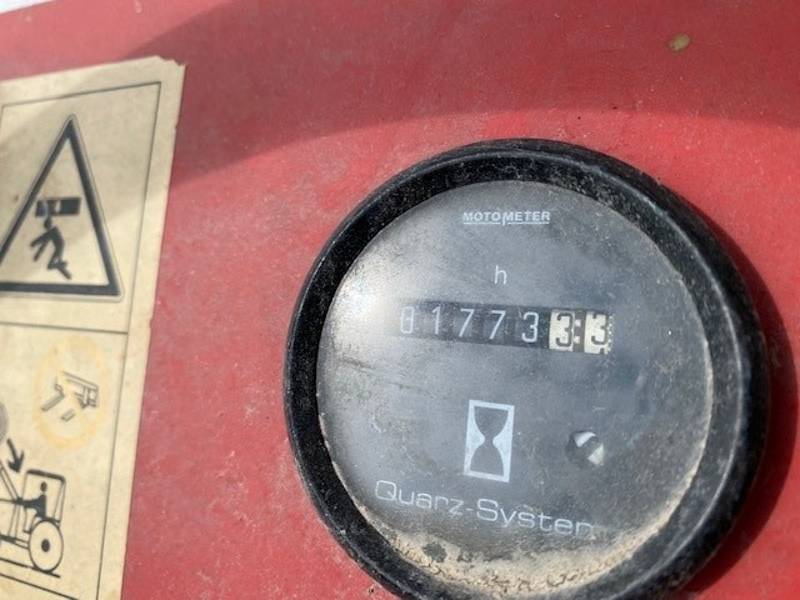 MOTOMETER
h
0177333
Quarz-System